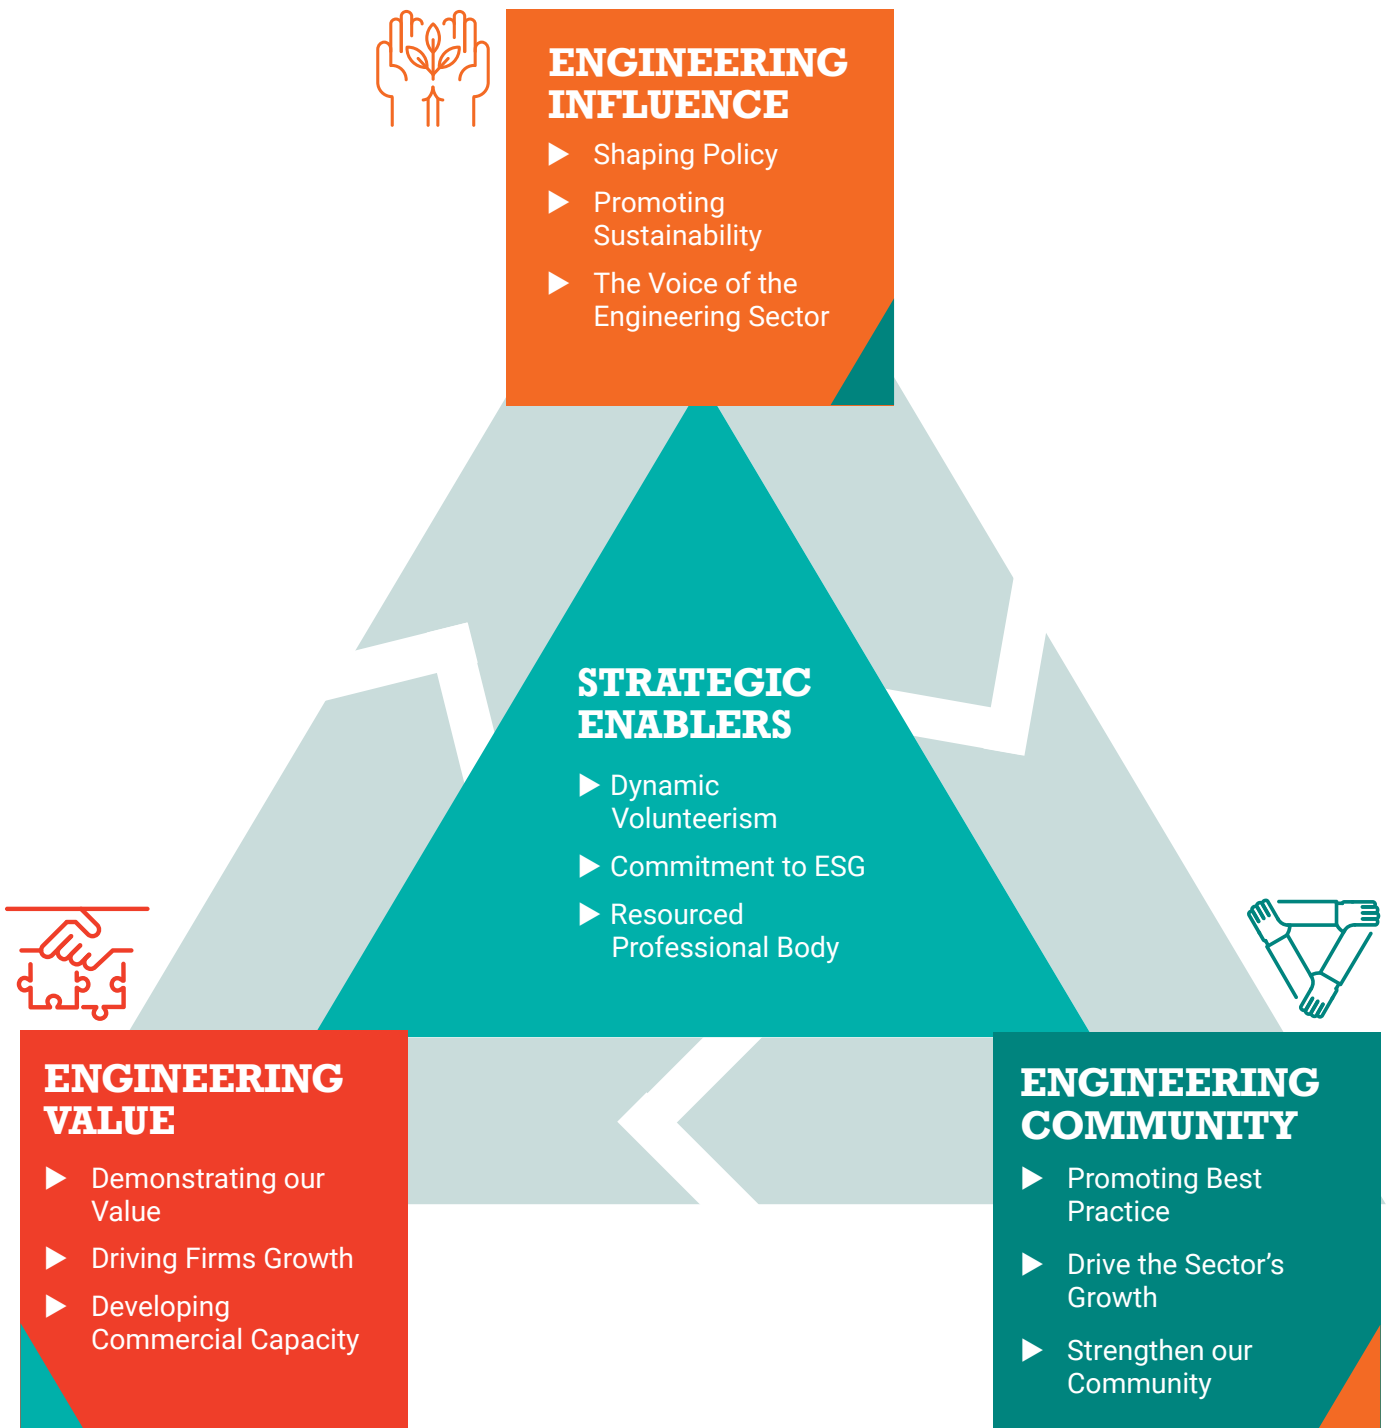 ENGINEERING
INFLUENCE
Shaping Policy
Promoting
Sustainability
The Voice of the
Engineering Sector
STRATEGIC
ENABLERS
Dynamic
Volunteerism
Commitment to ESG
Resourced
Professional Body
ENGINEERING
VALUE
Demonstrating our
Value
Driving Firms Growth
Developing
Commercial Capacity
ENGINEERING
COMMUNITY
Promoting Best
Practice
Drive the Sector’s
Growth
Strengthen our
Community